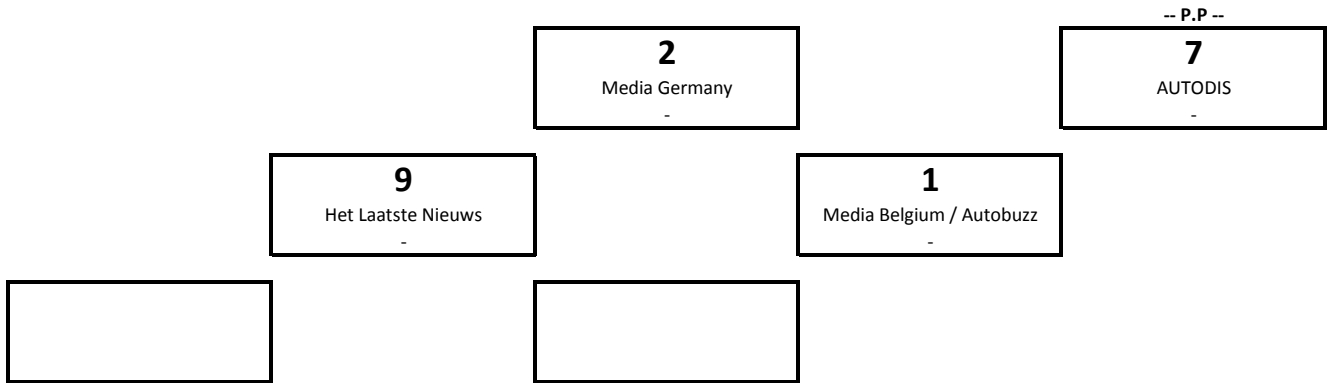 -- P.P --
2
Media Germany
-
7
AUTODIS
-
9
Het Laatste Nieuws
-
1
Media Belgium / Autobuzz
-